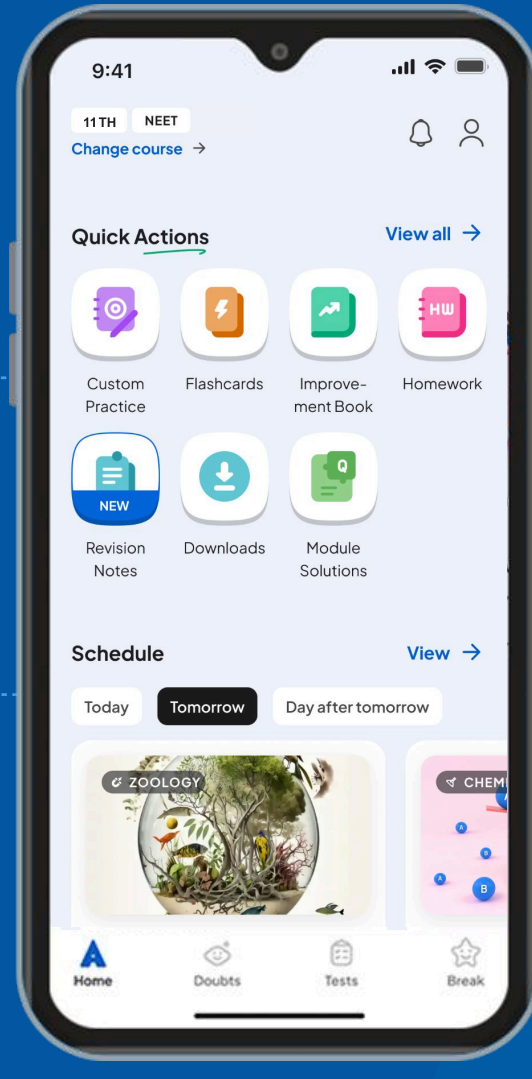 9:41
11TH NEET
Change course →
Quick Actions
View all →
Custom
Practice
Flashcards
Improve-
ment Book
HW
Homework
NEW
Revision
Notes
Downloads
Q
Module
Solutions
Schedule
View →
Today
Tomorrow
Day after tomorrow
ZOOLOGY
CHEMI
A
A
B
A
B
Home
Doubts
Tests
Break